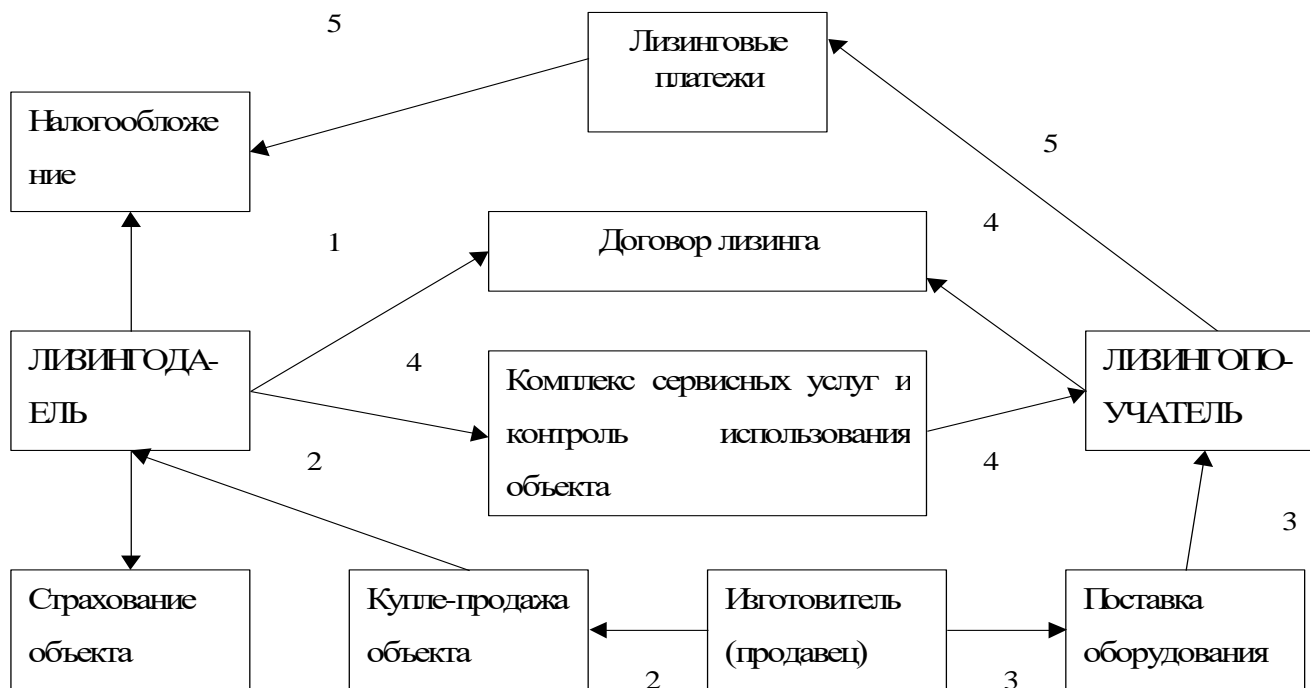 5
Лизинговые
платежи
Налогообложе
ние
5
1
Договор лизинга
4
ЛИЗИНГОДА-
ЕЛЬ
4
Комплекс сервисных услуг и
контроль использования
объекта
ЛИЗИНГОПО-
УЧАТЕЛЬ
2
4
3
Страхование
объекта
Купле-продажа
объекта
Изготовитель
(продавец)
Поставка
оборудования
2
3